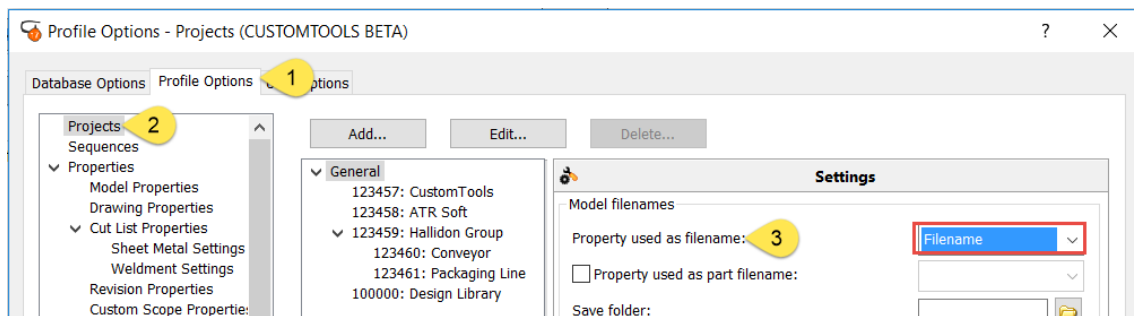 Profile Options - Projects (CUSTOMTOOLS BETA) ?
Database Options Profile Options 1 ptions
Projects 2
Sequences
Properties
Model Properties
Drawing Properties
Cut List Properties
Sheet Metal Settings
Weldment Settings
Revision Properties
Custom Scope Propertie
Add... Edit... Delete...
General
123457: CustomTools
123458: ATR Soft
123459: Hallidon Group
123460: Conveyor
123461: Packaging Line
100000: Design Library
Settings
Model filenames
Property used as filename: 3 Filename
Property used as part filename:
Save folder: